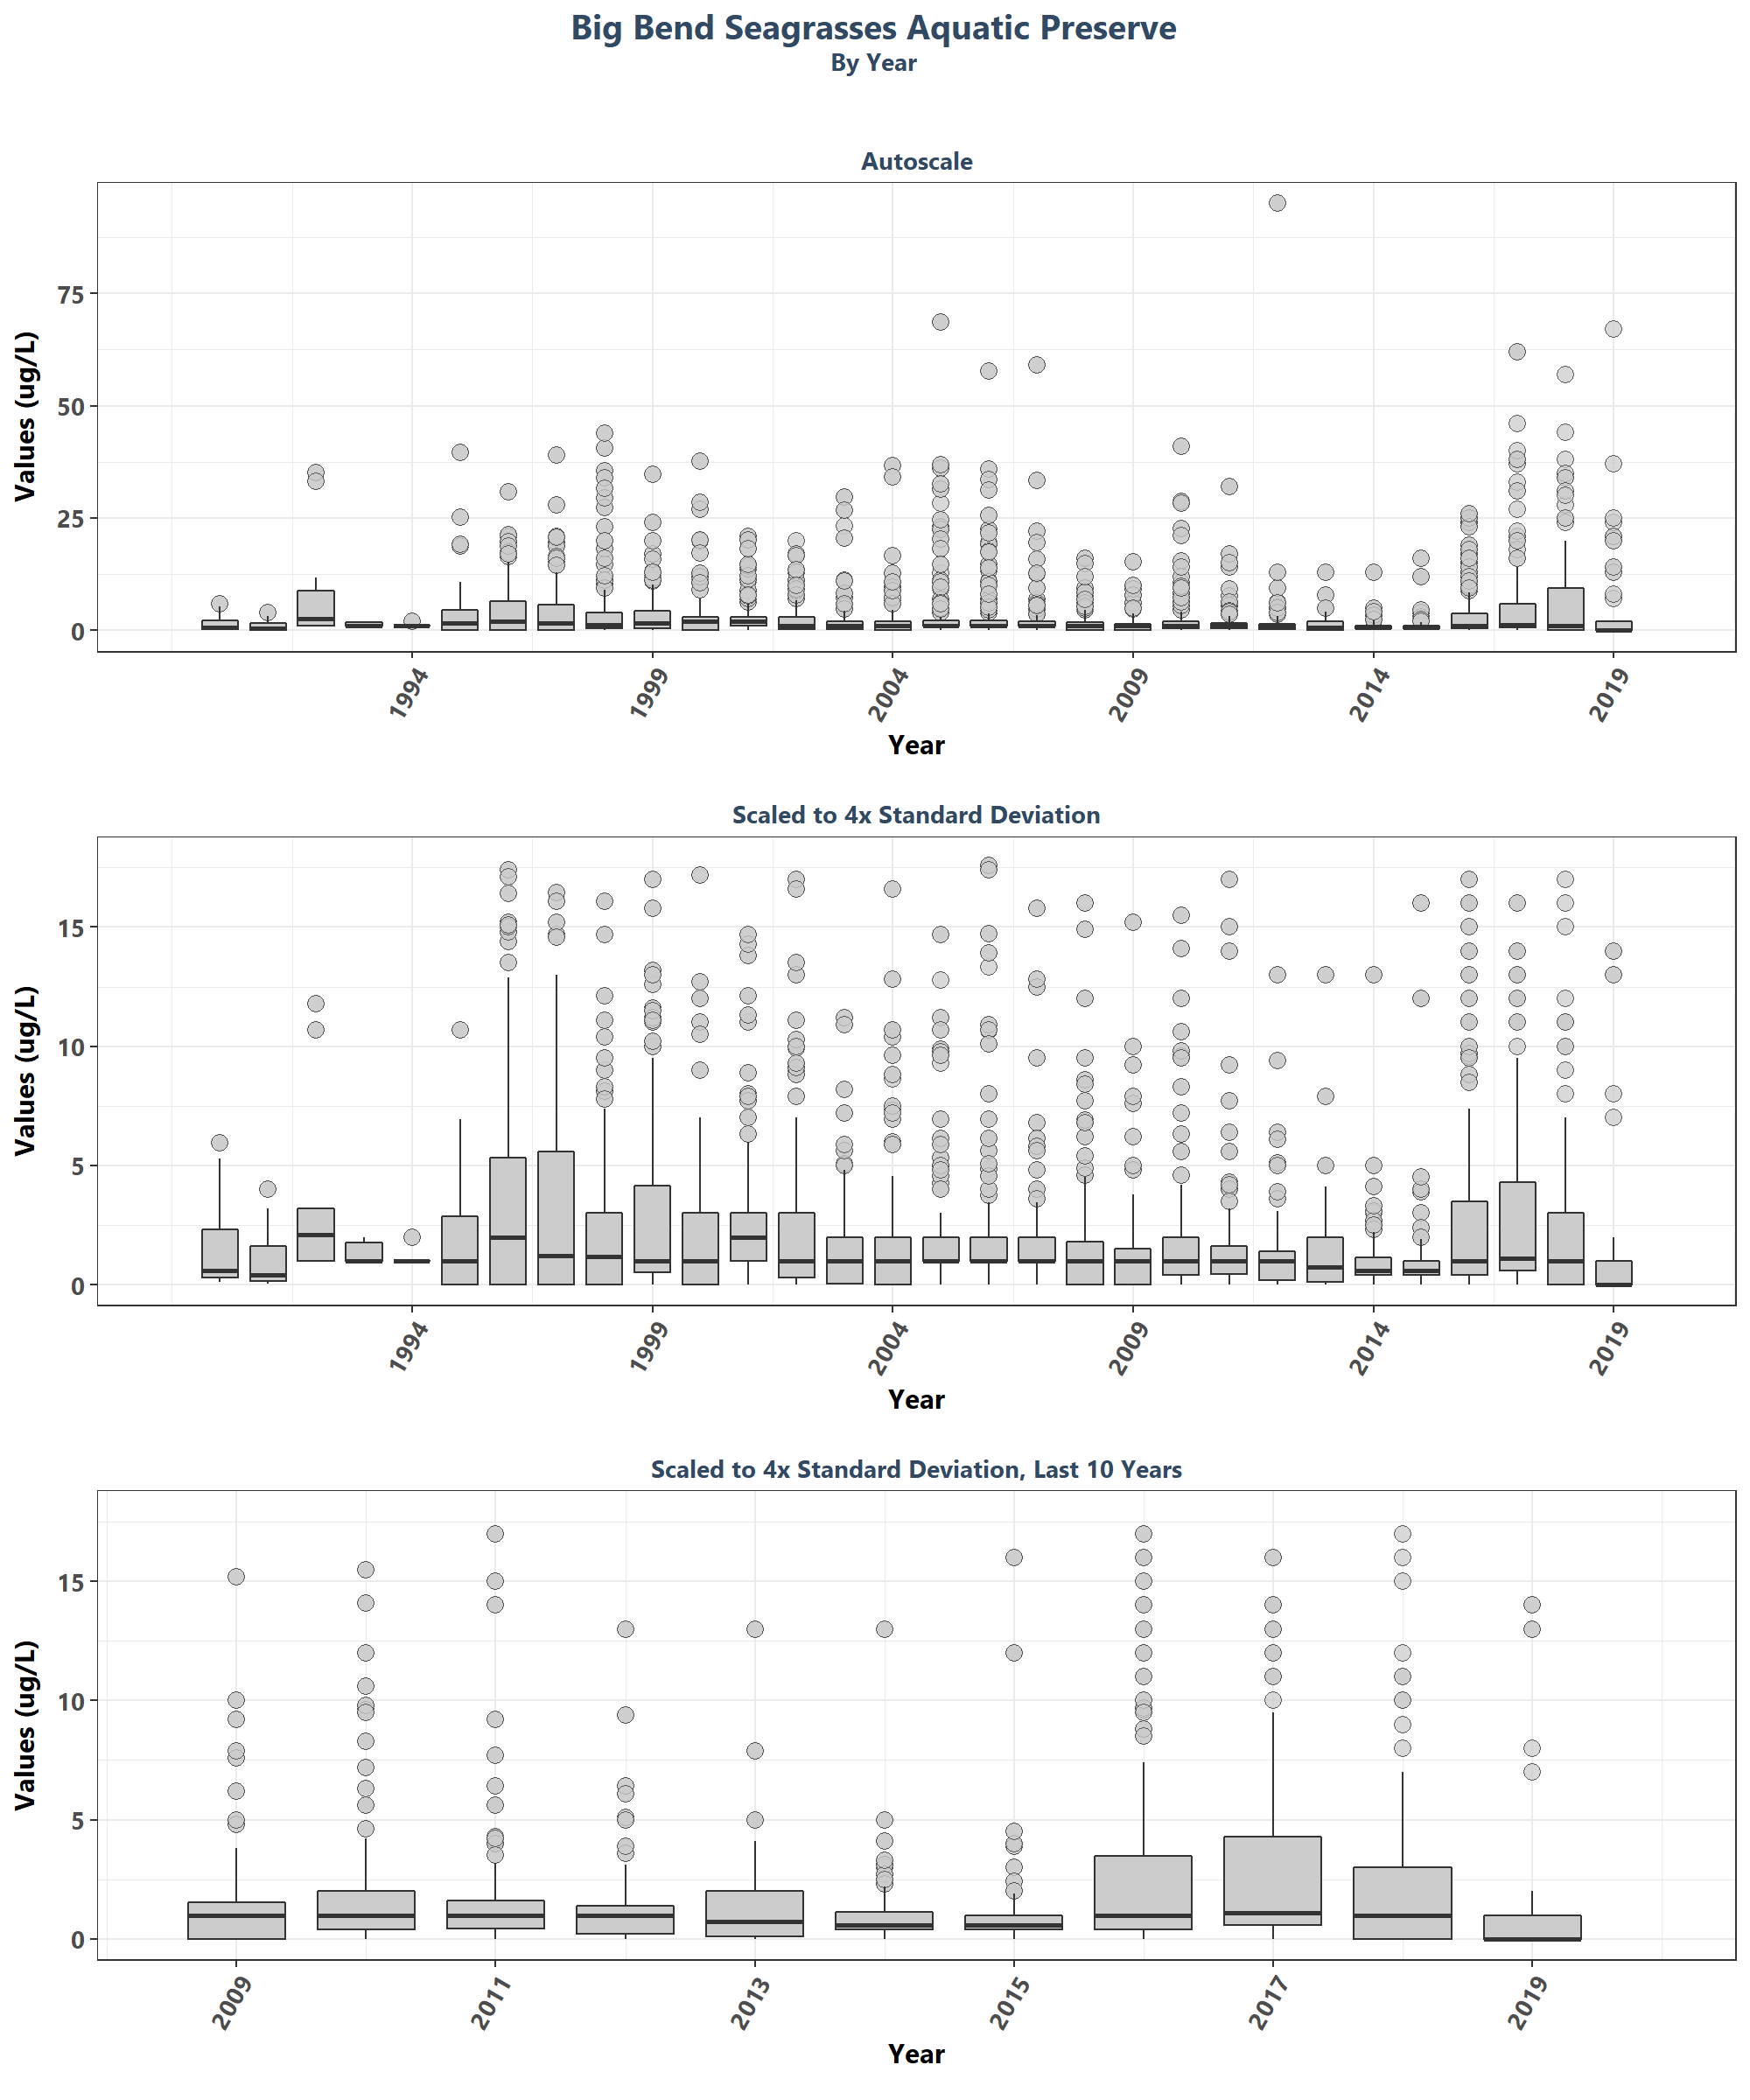 Big Bend Seagrasses Aquatic Preserve
By Year
Autoscale
Values (ug/L)
75
50
25
0
1994
1999
2004
2009
2014
2019
Year
Scaled to 4x Standard Deviation
Values (ug/L)
15
10
5
0
1994
1999
2004
2009
2014
2019
Year
Scaled to 4x Standard Deviation, Last 10 Years
Values (ug/L)
15
10
5
0
2009
2011
2013
2015
2017
2019
Year